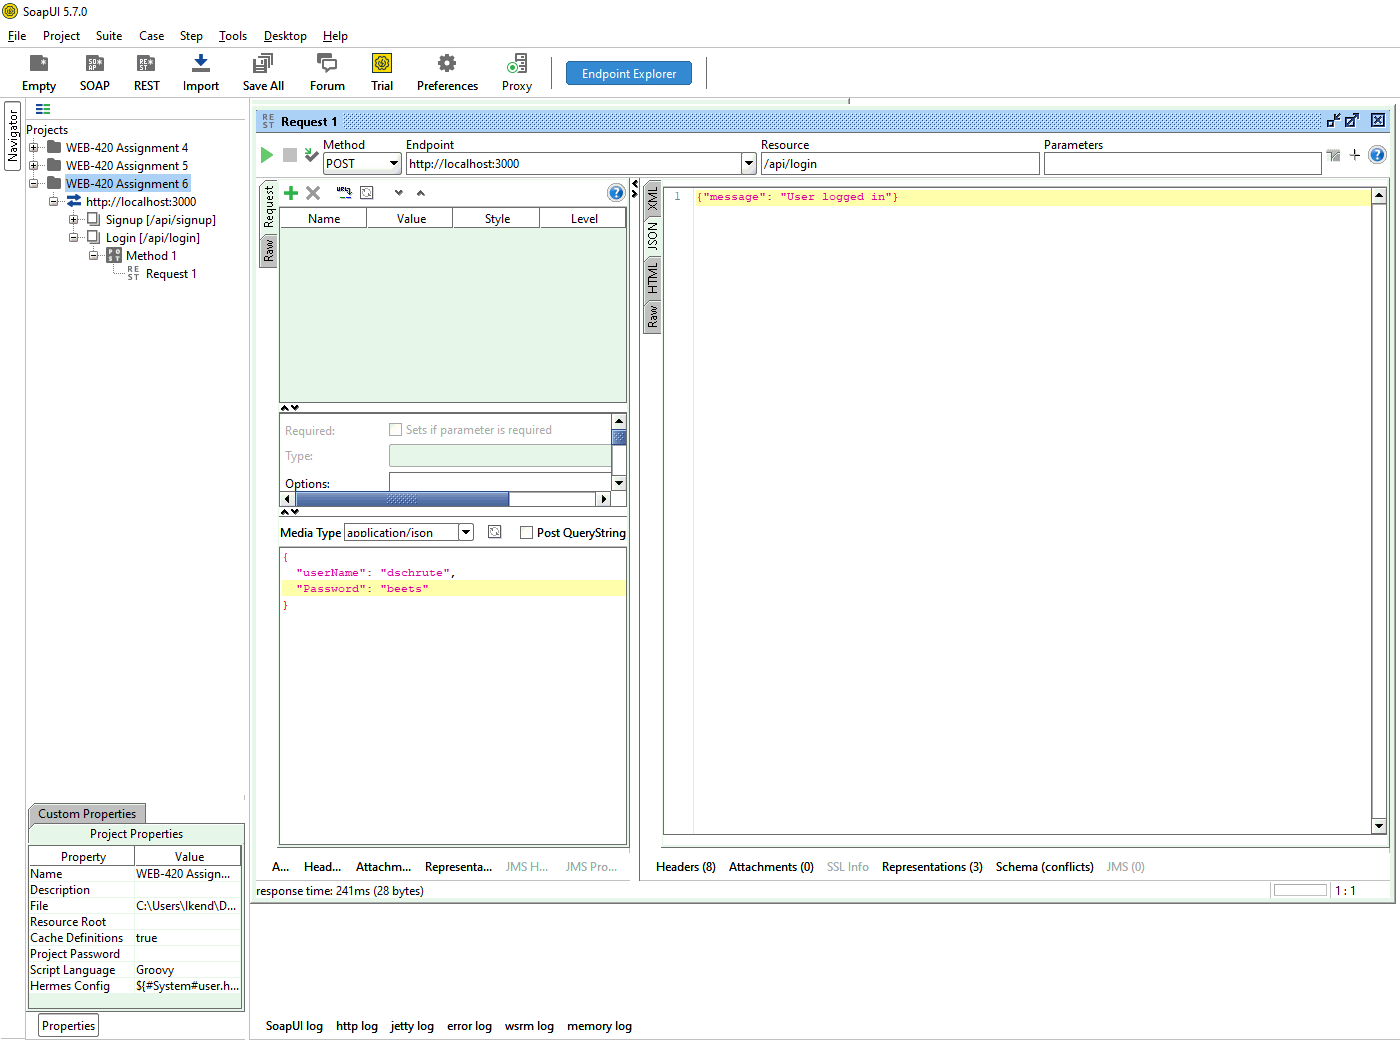 SoapUI 5.7.0
File Project Suite Case Step Tools Desktop Help
Empty SOAP REST Import Save All Forum Trial Preferences Proxy Endpoint Explorer
Navigator
Projects
WEB-420 Assignment 4
WEB-420 Assignment 5
WEB-420 Assignment 6
http://localhost:3000
Signup [/api/signup]
Login [/api/login]
Method 1
Request 1
Custom Properties
Project Properties
Property Value
Name WEB-420 Assign...
Description
File C:\Users\lkend\D...
Resource Root
Cache Definitions true
Project Password
Script Language Groovy
Hermes Config ${#System#user.h...
Properties
Request 1
Method Endpoint Resource Parameters
POST http://localhost:3000 /api/login
Request
Raw
Name Value Style Level
Required: Sets if parameter is required
Type:
Options:
Media Type application/json Post QueryString
{
"userName": "dschrute",
"Password": "beets"
}
A... Head... Attachm... Representa... JMS H... JMS Pro...
XML
JSON
HTML
Raw
1 {"message": "User logged in"}
Headers (8) Attachments (0) SSL Info Representations (3) Schema (conflicts) JMS (0)
response time: 241ms (28 bytes) 1 : 1
SoapUI log http log jetty log error log wsrm log memory log